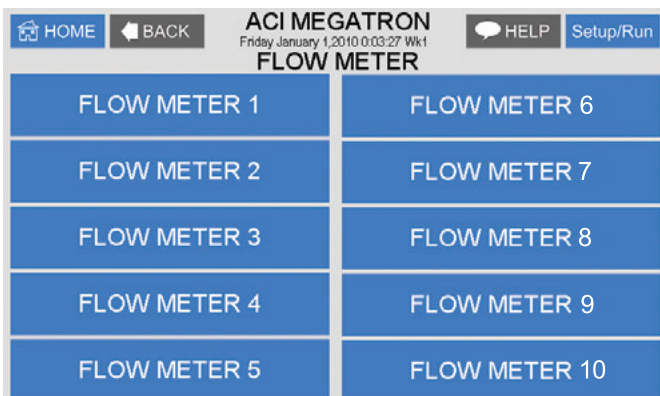 HOME
BACK
ACI MEGATRON
HELP
Setup/Run
Friday January 1,2010 0:03:27 Wk1
FLOW METER
FLOW METER 1
FLOW METER 6
FLOW METER 2
FLOW METER 7
FLOW METER 3
FLOW METER 8
FLOW METER 4
FLOW METER 9
FLOW METER 5
FLOW METER 10